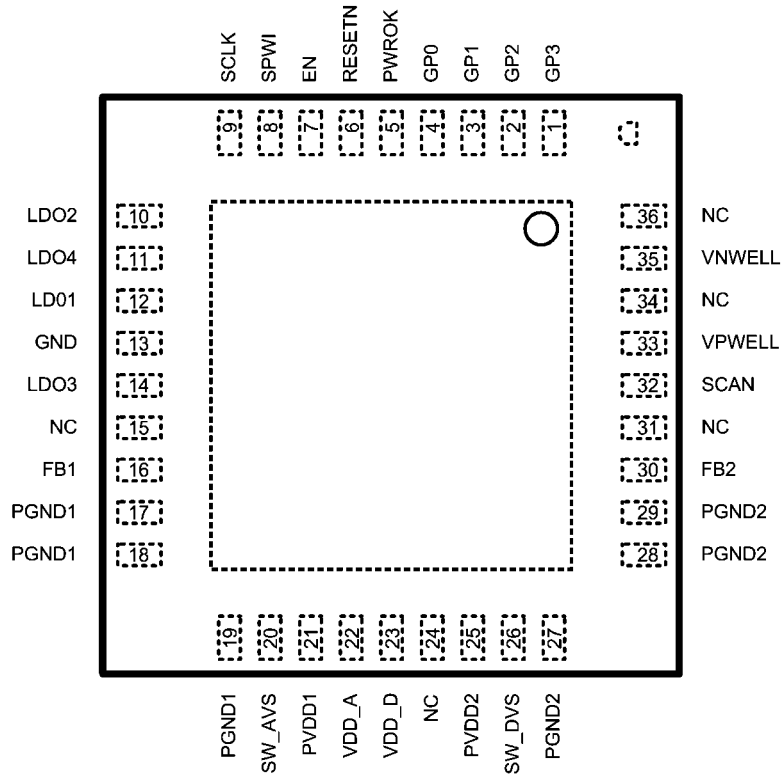 SCLK
SPWI
EN
RESETN
PWROK
GP0
GP1
GP2
GP3
9
8
7
6
5
4
3
2
1
LDO2 10 36 NC
LDO4 11 35 VNWELL
LD01 12 34 NC
GND 13 33 VPWELL
LDO3 14 32 SCAN
NC 15 31 NC
FB1 16 30 FB2
PGND1 17 29 PGND2
PGND1 18 28 PGND2
19
20
21
22
23
24
25
26
27
PGND1
SW_AVS
PVDD1
VDD_A
VDD_D
NC
PVDD2
SW_DVS
PGND2